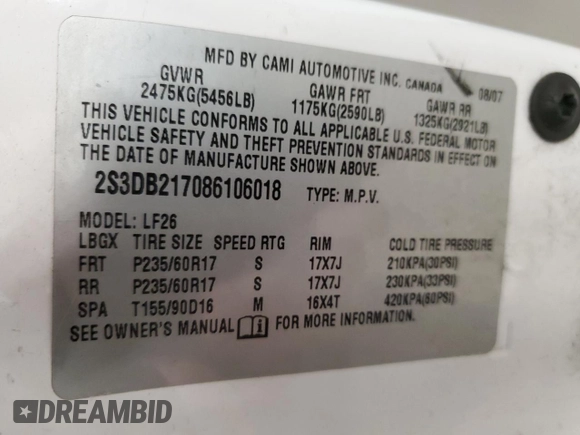 MFD BY CAMI AUTOMOTIVE INC. CANADA 08/07
GVWR GAWR FRT GAWR RR
2475KG(5456LB) 1175KG(2590LB) 1325KG(2921LB)
THIS VEHICLE CONFORMS TO ALL APPLICABLE U.S. FEDERAL MOTOR
VEHICLE SAFETY AND THEFT PREVENTION STANDARDS IN EFFECT ON
THE DATE OF MANUFACTURE SHOWN ABOVE.
2S3DB217086106018 TYPE: M.P.V.
MODEL: LF26
LBGX TIRE SIZE SPEED RTG RIM COLD TIRE PRESSURE
FRT P235/60R17 S 17X7J 210KPA(30PSI)
RR P235/60R17 S 17X7J 230KPA(33PSI)
SPA T155/90D16 M 16X4T 420KPA(60PSI)
SEE OWNER'S MANUAL FOR MORE INFORMATION.
DREAMBID